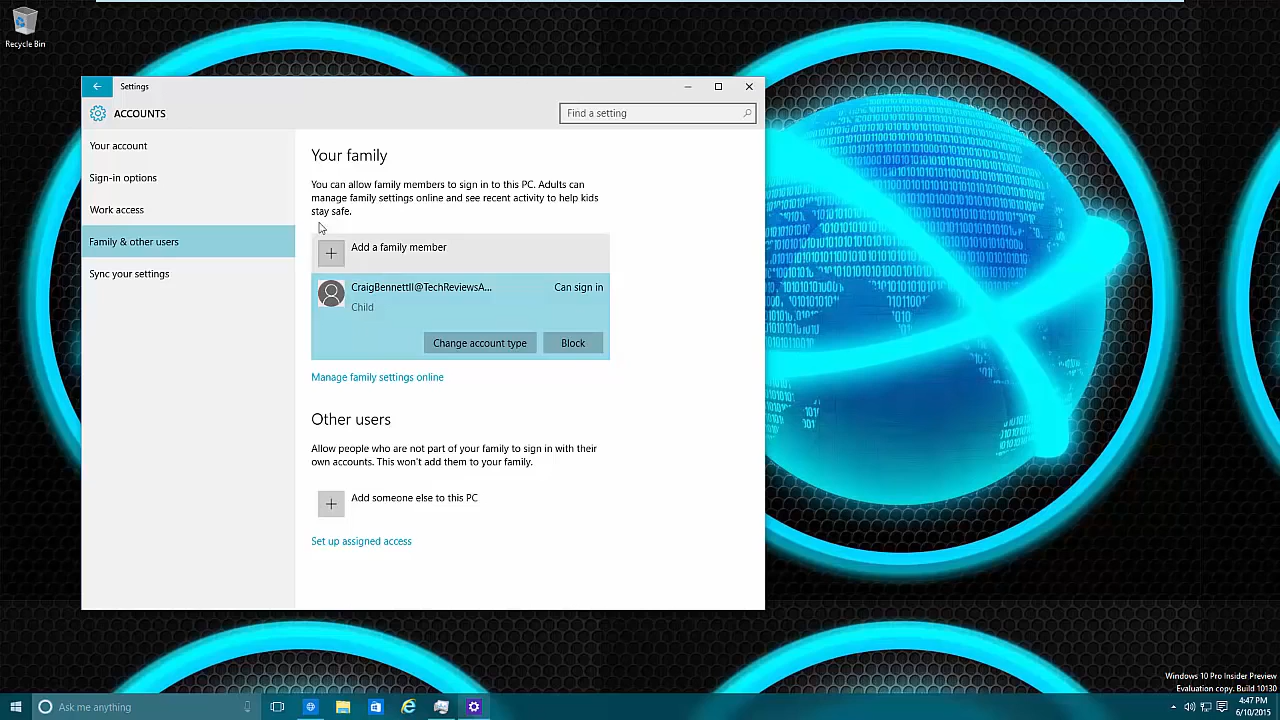 Recycle Bin
Settings
ACCOUNTS
Find a setting
Your account
Sign-in options
Work access
Family & other users
Sync your settings
Your family
You can allow family members to sign in to this PC. Adults can
manage family settings online and see recent activity to help kids
stay safe.
Add a family member
CraigBennettII@TechReviewsA...
Can sign in
Child
Change account type
Block
Manage family settings online
Other users
Allow people who are not part of your family to sign in with their
own accounts. This won't add them to your family.
Add someone else to this PC
Set up assigned access
Windows 10 Pro Insider Preview
Evaluation copy. Build 10130
Ask me anything
4:47 PM
6/10/2015